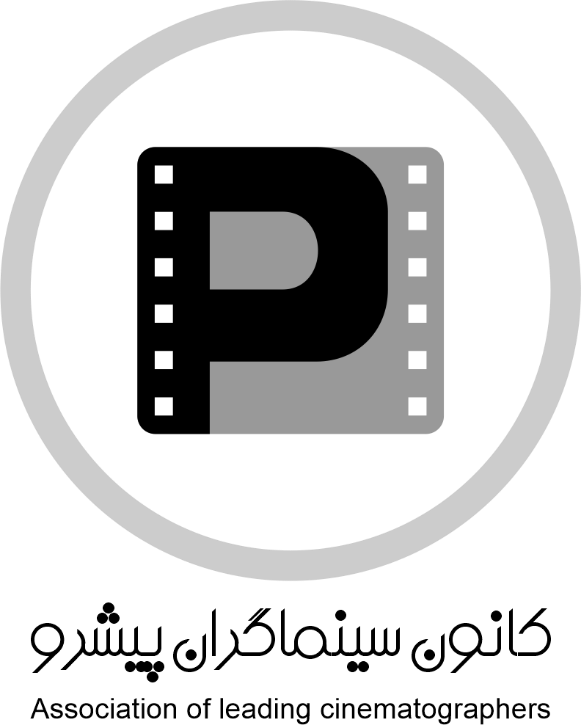 P
کانون سینماگران پیشرو
Association of leading cinematographers